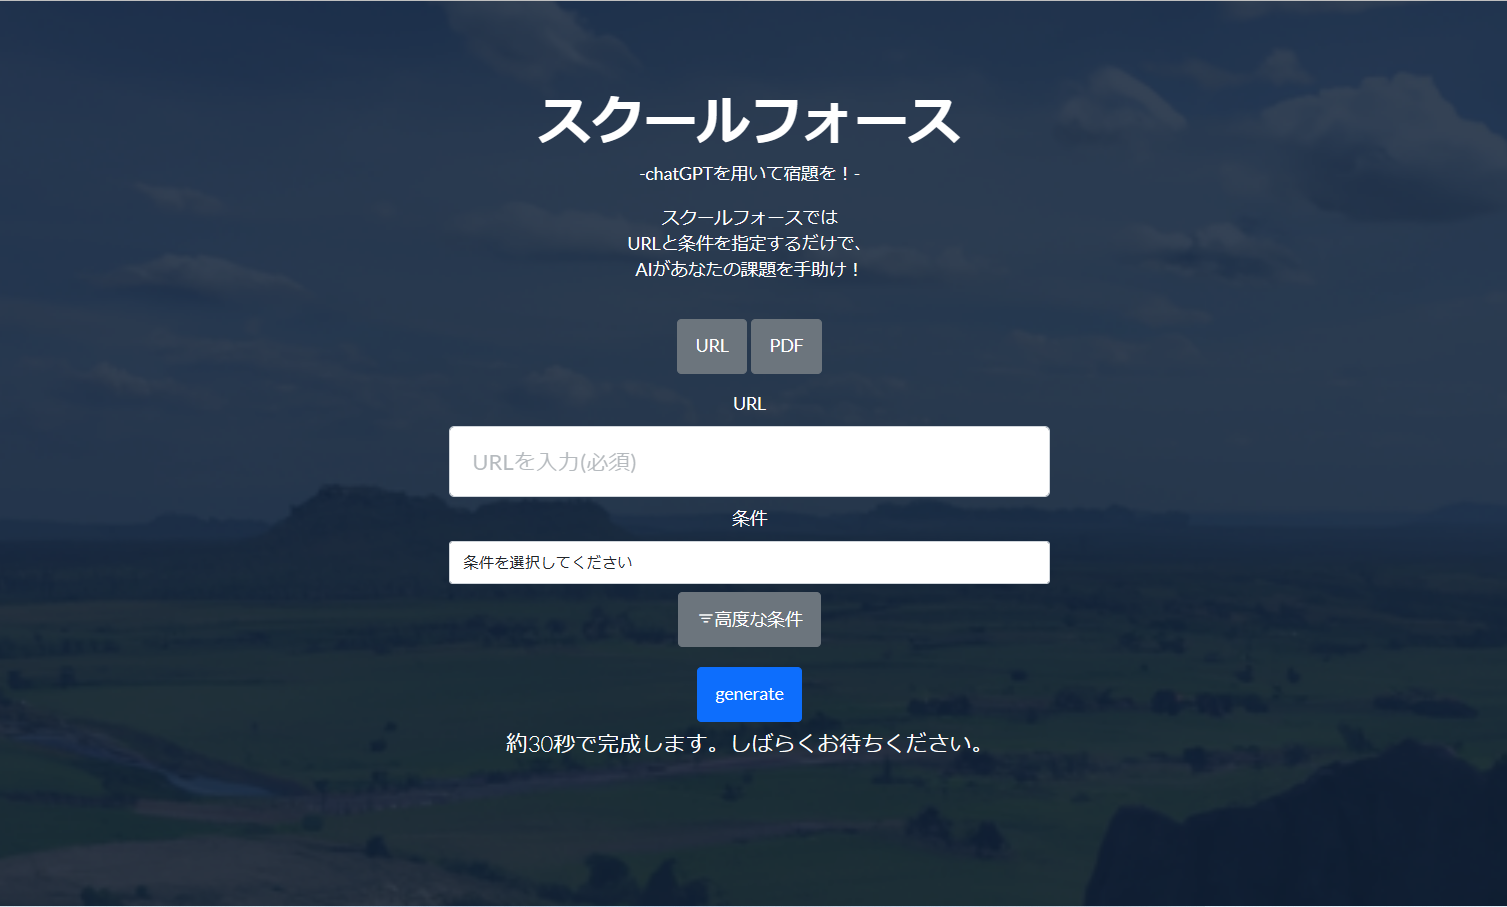 スクールフォース
-chatGPTを用いて宿題を！-
スクールフォースでは
URLと条件を指定するだけで、
AIがあなたの課題を手助け！
URL PDF
URL
URLを入力(必須)
条件
条件を選択してください
高度な条件
generate
約30秒で完成します。しばらくお待ちください。